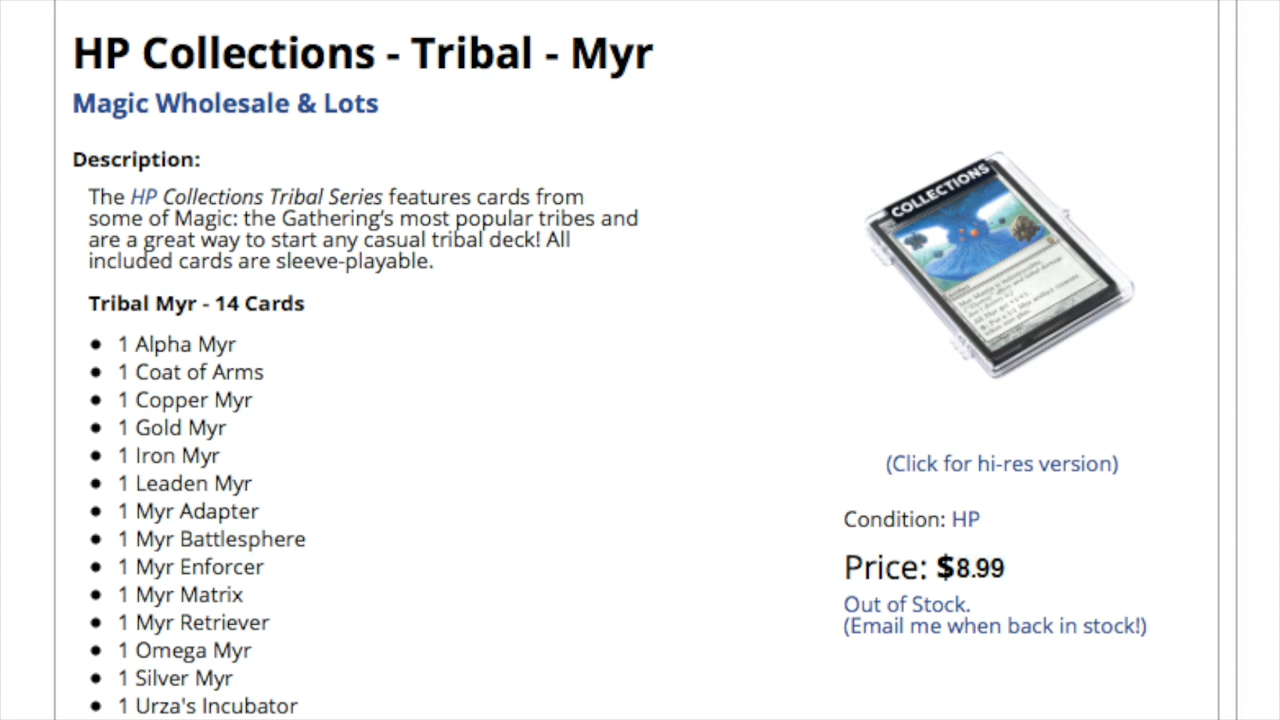 HP Collections - Tribal - Myr
Magic Wholesale & Lots
Description:
The HP Collections Tribal Series features cards from
some of Magic: the Gathering's most popular tribes and
are a great way to start any casual tribal deck! All
included cards are sleeve-playable.
Tribal Myr - 14 Cards
1 Alpha Myr
1 Coat of Arms
1 Copper Myr
1 Gold Myr
1 Iron Myr
1 Leaden Myr
1 Myr Adapter
1 Myr Battlesphere
1 Myr Enforcer
1 Myr Matrix
1 Myr Retriever
1 Omega Myr
1 Silver Myr
1 Urza's Incubator
COLLECTIONS
(Click for hi-res version)
Condition: HP
Price: $8.99
Out of Stock.
(Email me when back in stock!)